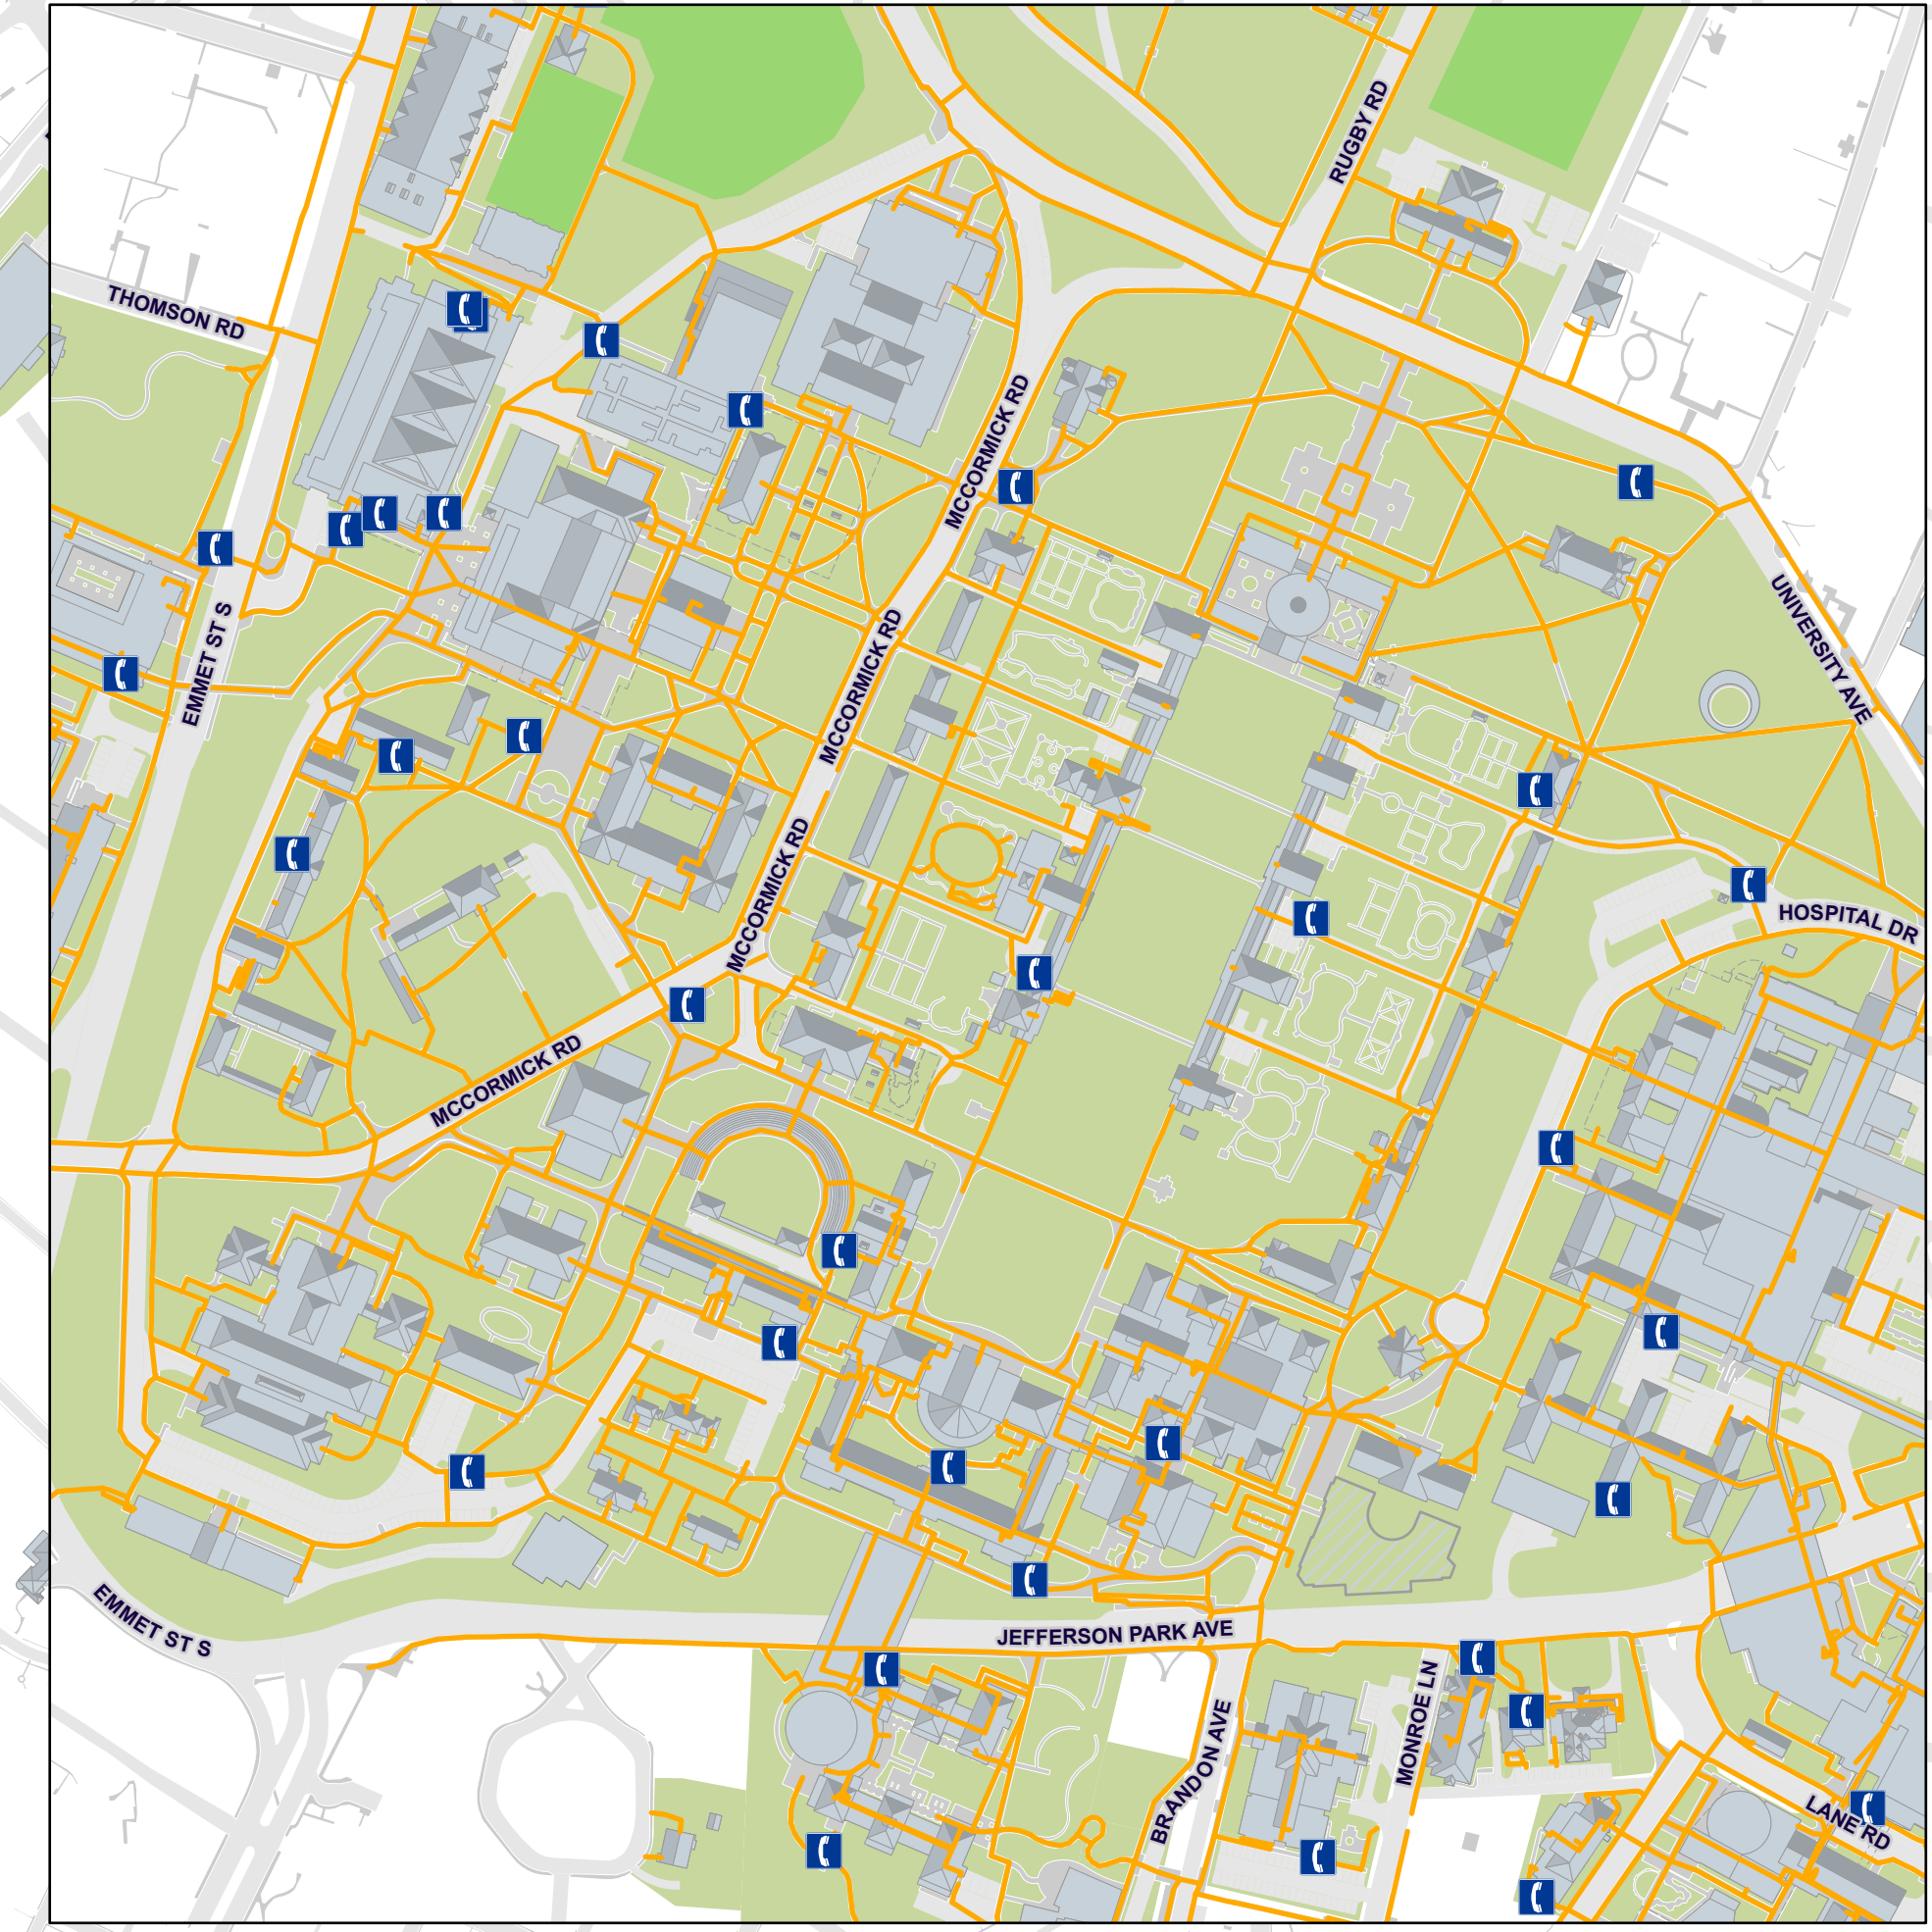 RUGBY RD
THOMSON RD
MCCORMICK RD
UNIVERSITY AVE
EMMET ST S
MCCORMICK RD
MCCORMICK RD
HOSPITAL DR
MCCORMICK RD
EMMET ST S
JEFFERSON PARK AVE
MONROE LN
BRANDON AVE
LANE RD